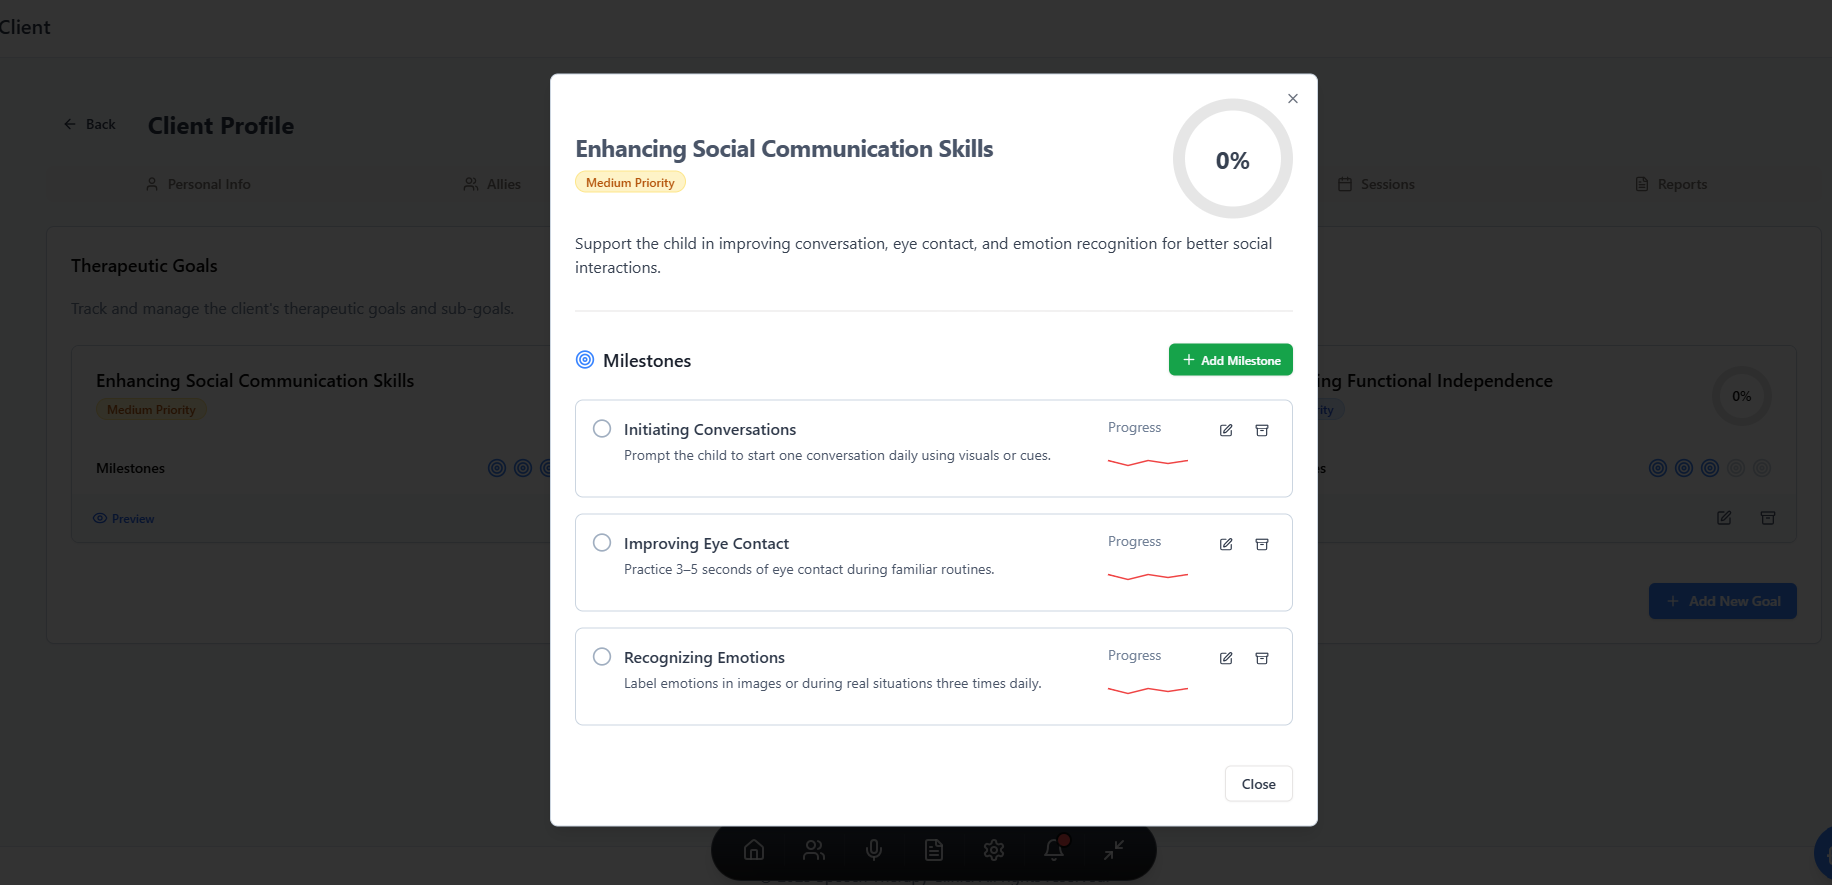 Client
Back
Client Profile
Personal Info
Allies
Sessions
Reports
Therapeutic Goals
Track and manage the client's therapeutic goals and sub-goals.
Enhancing Social Communication Skills
Medium Priority
Milestones
Preview
Enhancing Social Communication Skills
Medium Priority
0%
Support the child in improving conversation, eye contact, and emotion recognition for better social
interactions.
Milestones
Add Milestone
Initiating Conversations
Prompt the child to start one conversation daily using visuals or cues.
Progress
Improving Eye Contact
Practice 3–5 seconds of eye contact during familiar routines.
Progress
Recognizing Emotions
Label emotions in images or during real situations three times daily.
Progress
Close
ing Functional Independence
rity
0%
es
Add New Goal